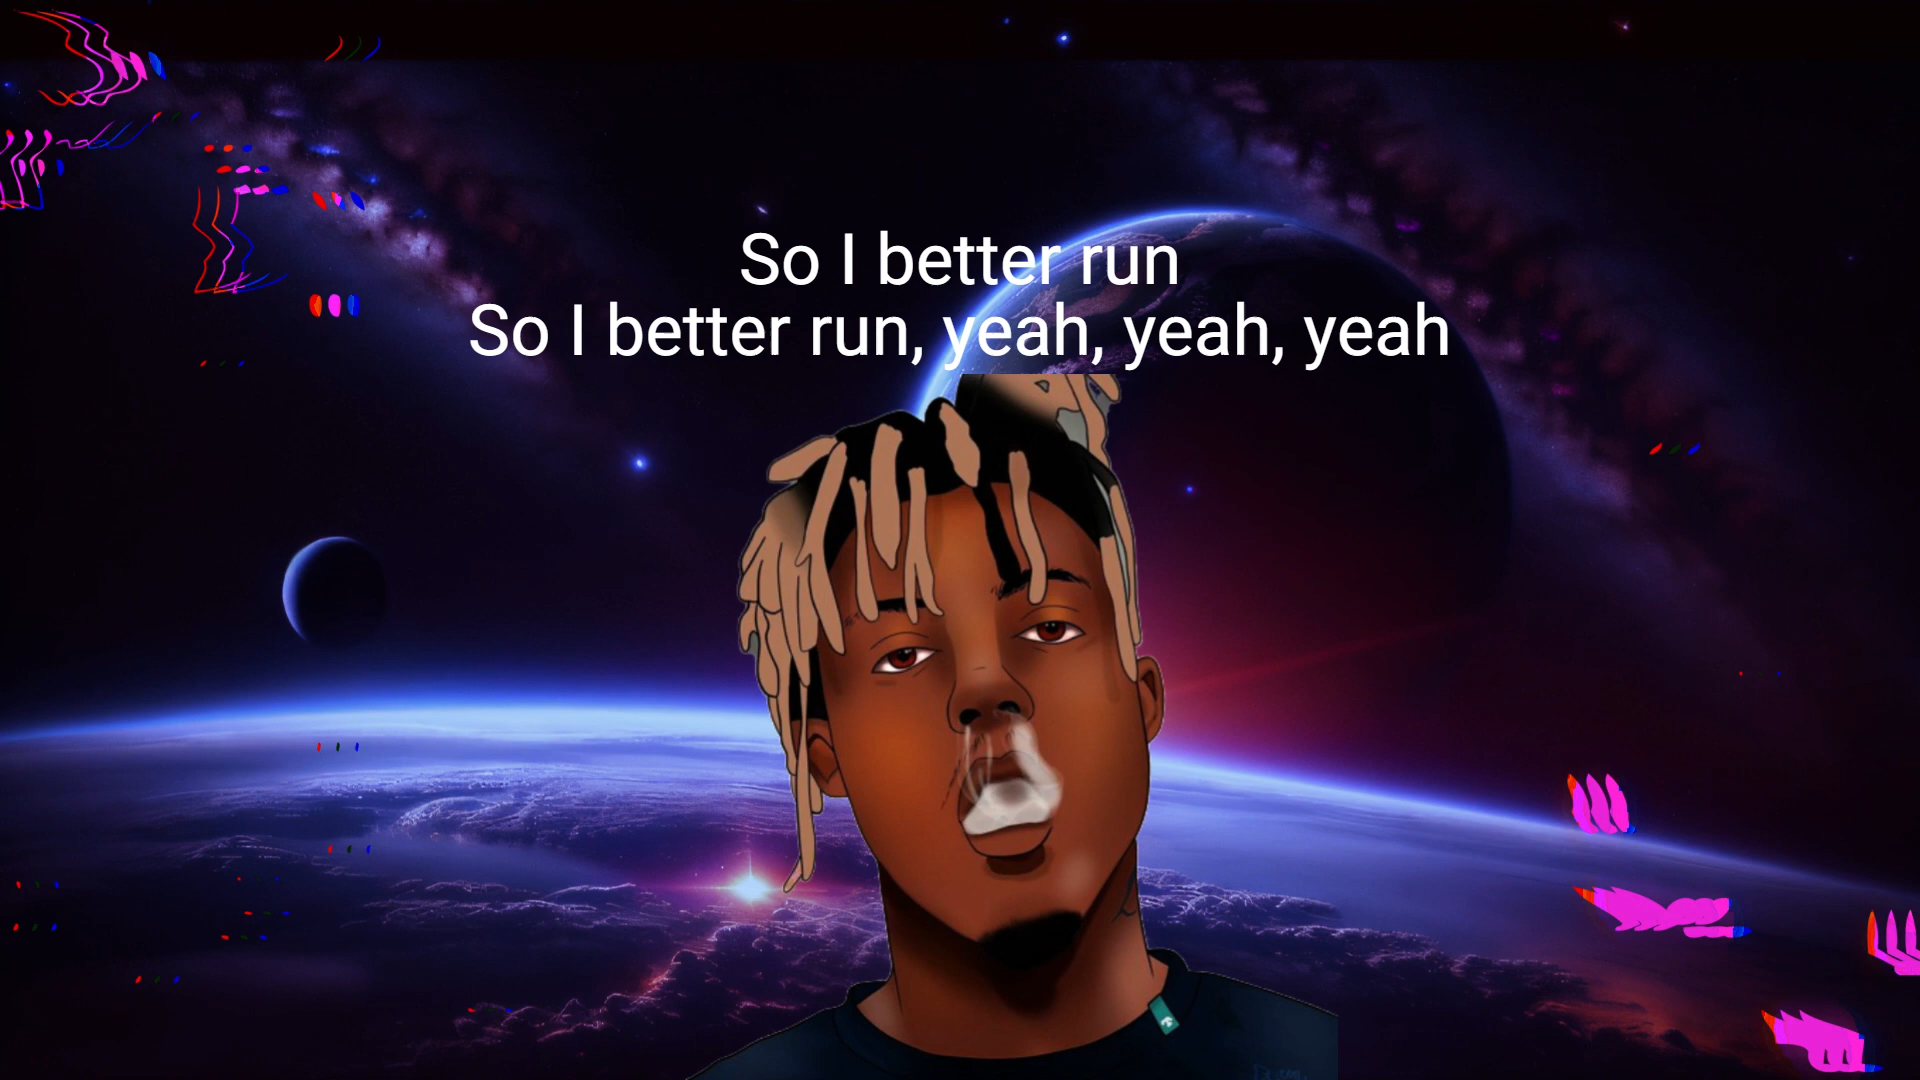 So I better run
So I better run, yeah, yeah, yeah